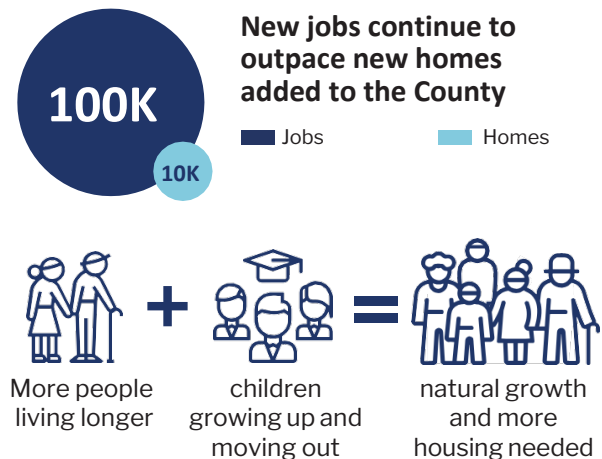 New jobs continue to
outpace new homes
added to the County
100K
10K
Jobs
Homes
More people
living longer
children
growing up and
moving out
natural growth
and more
housing needed